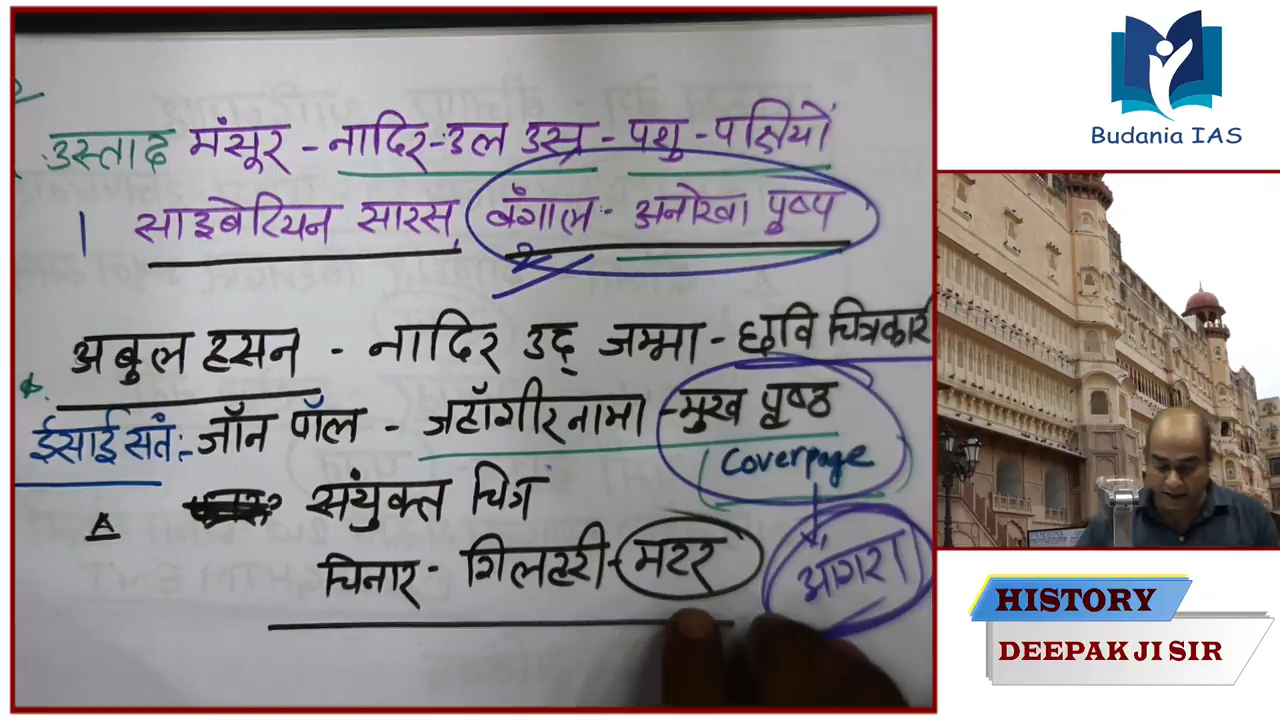 उस्ताद मंसूर - नादिर-उल उस्र - पशु-पक्षियों
साइबेरियन सारस, बँगाल - अनोखा पुष्प
अबुल हसन - नादिर उद् जम्मा - छवि चित्रकार
ईसाई संत:- जॉन पॉल - जहाँगीरनामा - मुख पृष्ठ
(Coverpage
संयुक्त चित्र
चिनार - गिलहरी - मटर
आगरा
Budania IAS
HISTORY
DEEPAK JI SIR